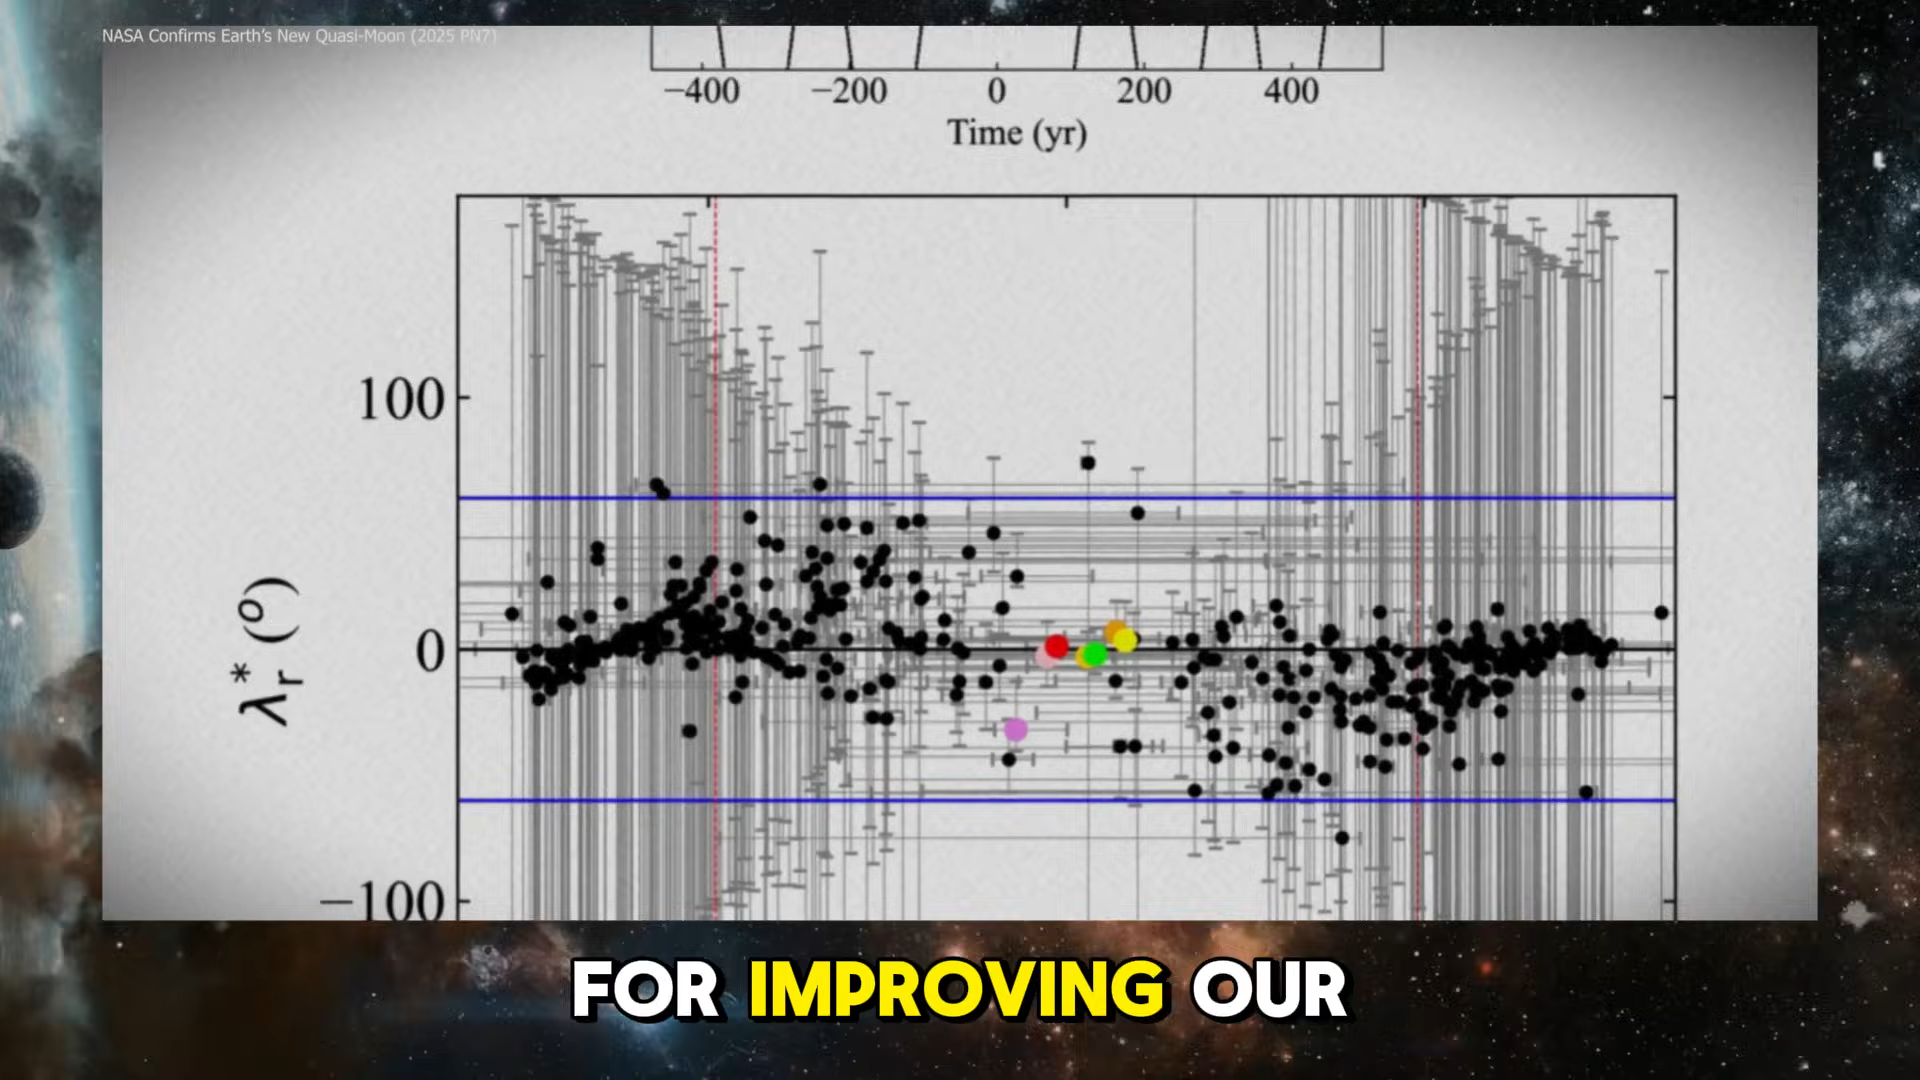 NASA Confirms Earth's New Quasi-Moon (2025 PN7)
−400 −200 0 200 400
Time (yr)
100
0
−100
λ*r (o)
FOR IMPROVING OUR